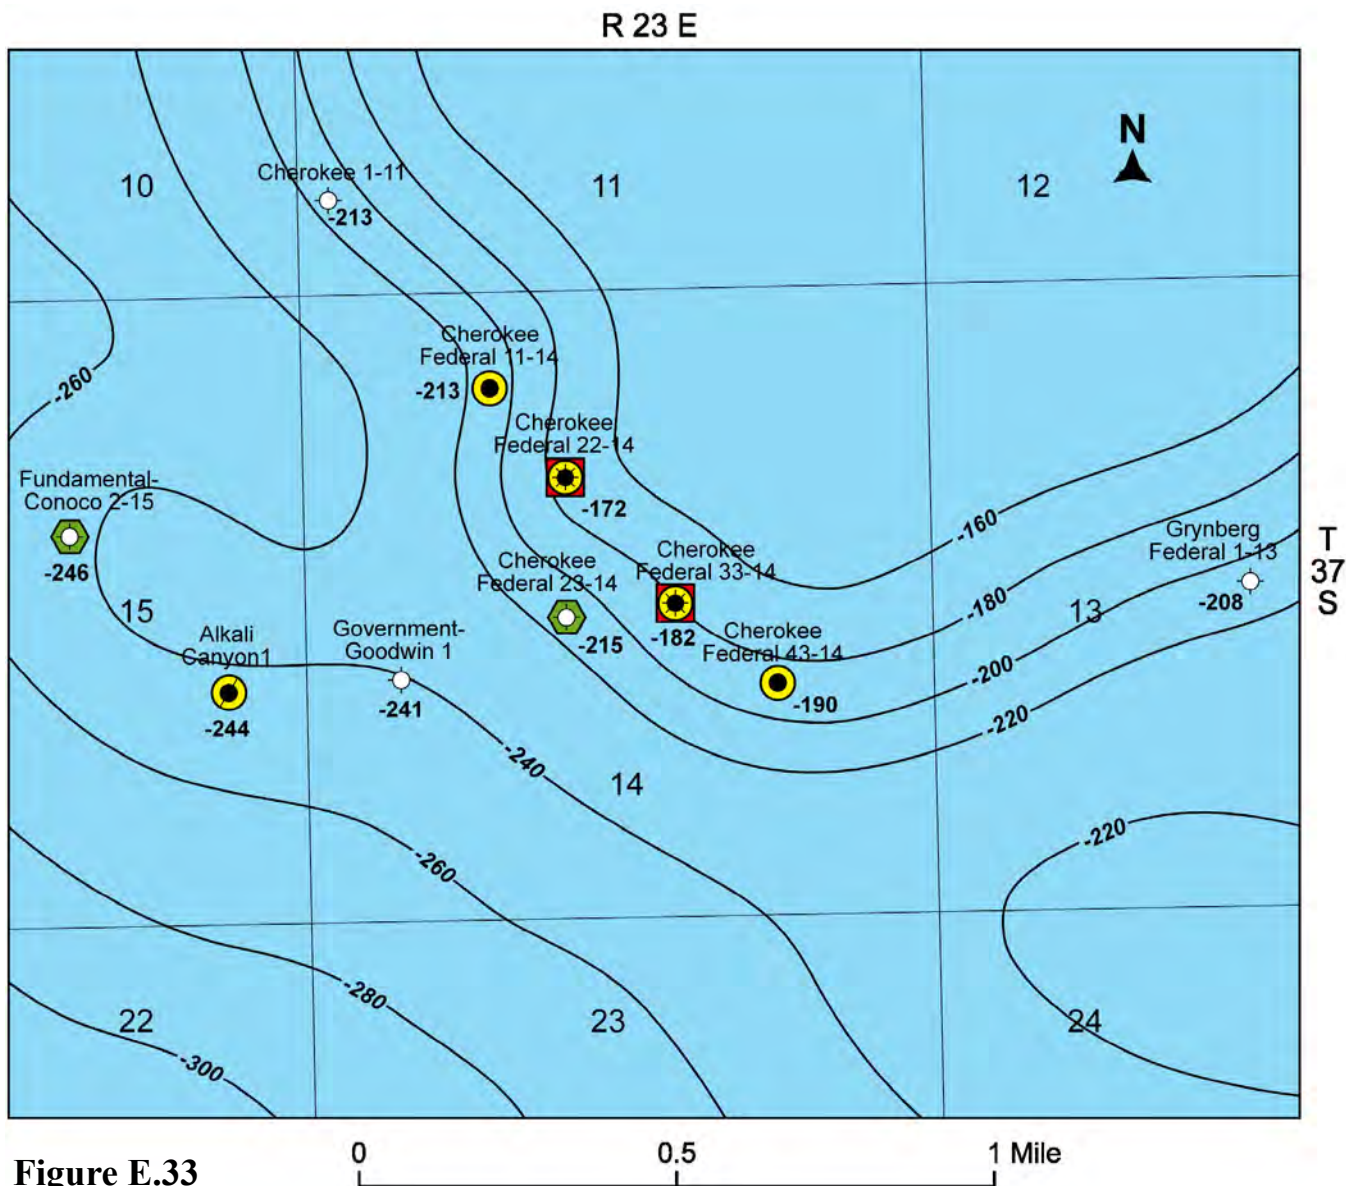 R 23 E
N
10
Cherokee 1-11
-213
11
12
Cherokee
Federal 11-14
-213
-260
Cherokee
Federal 22-14
-172
Fundamental-
Conoco 2-15
-246
-160
Grynberg
Federal 1-13
-208
T
37
S
Cherokee
Federal 23-14
-215
Cherokee
Federal 33-14
-182
-180
13
15
Alkali
Canyon1
-244
Government-
Goodwin 1
-241
Cherokee
Federal 43-14
-190
-200
-220
-240
14
-220
-260
22
-280
23
24
-300
Figure E.33
0
0.5
1 Mile